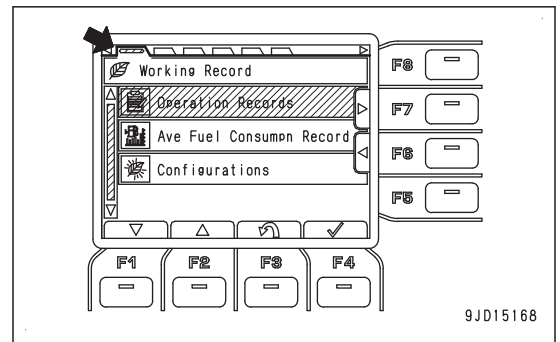 Working Record
F8
Operation Records
F7
Ave Fuel Consumpn Record
F6
Configurations
F5
F1 F2 F3 F4
9JD15168